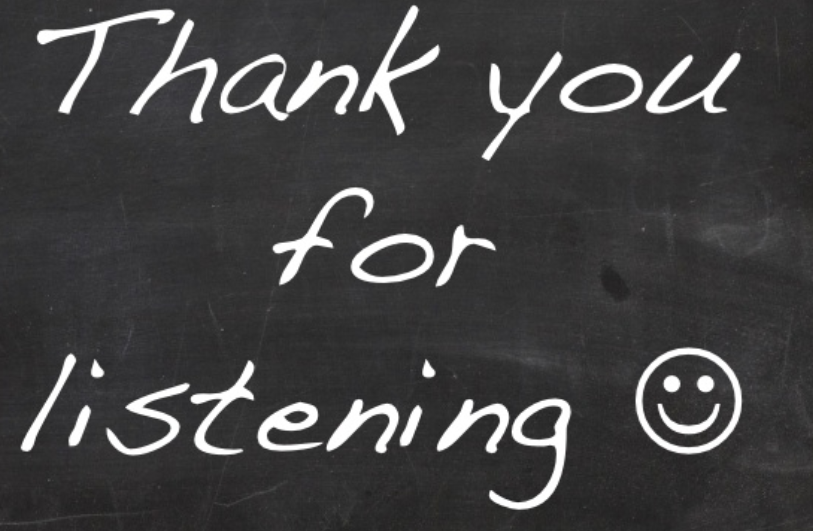 Thank you
for
listening ☺